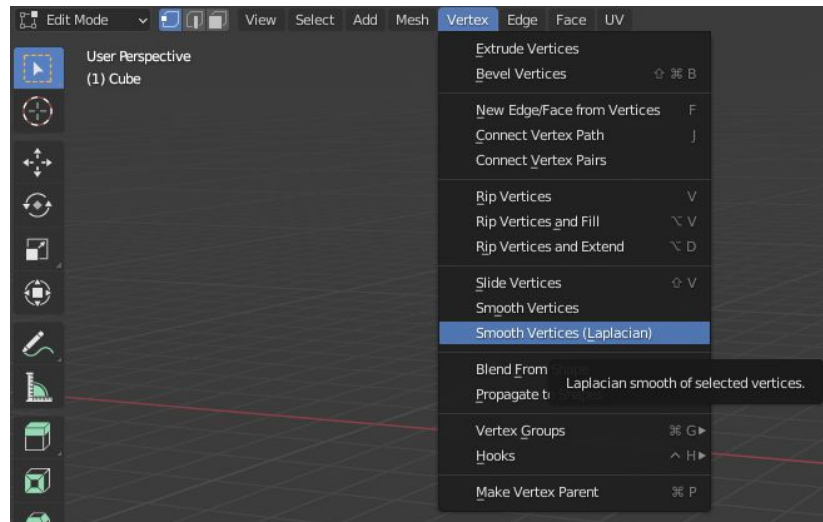 Edit Mode View Select Add Mesh Vertex Edge Face UV
User Perspective
(1) Cube
Extrude Vertices
Bevel Vertices ⇧ ⌘ B
New Edge/Face from Vertices F
Connect Vertex Path J
Connect Vertex Pairs
Rip Vertices V
Rip Vertices and Fill ⌥ V
Rip Vertices and Extend ⌥ D
Slide Vertices ⇧ V
Smooth Vertices
Smooth Vertices (Laplacian)
Blend From Shape
Laplacian smooth of selected vertices.
Propagate to Shapes
Vertex Groups ⌘ G▶
Hooks ^ H▶
Make Vertex Parent ⌘ P